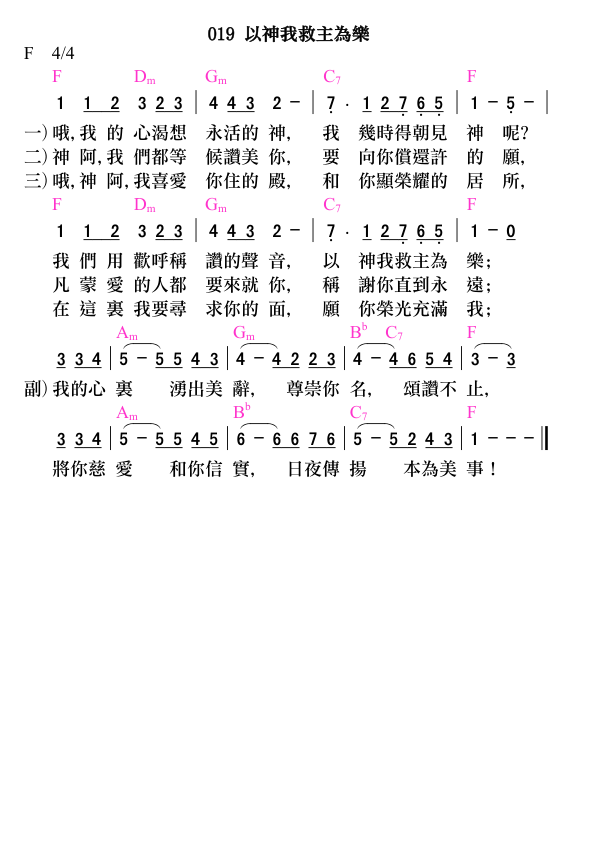 019 以神我救主為樂
F 4/4
F Dm Gm C7 F
1 1 2 3 2 3 | 4 4 3 2 - | 7 · 1 2 7 6 5 | 1 - 5 - |
一) 哦, 我 的 心渴想 永活的 神, 我 幾時得朝見 神 呢?
二) 神 阿, 我 們都等 候讚美 你, 要 向你償還許 的 願,
三) 哦, 神 阿, 我喜愛 你住的 殿, 和 你顯榮耀的 居 所,
F Dm Gm C7 F
1 1 2 3 2 3 | 4 4 3 2 - | 7 · 1 2 7 6 5 | 1 - 0
我 們 用 歡呼稱 讚的聲 音, 以 神我救主為 樂;
凡 蒙 愛 的人都 要來就 你, 稱 謝你直到永 遠;
在 這 裏 我要尋 求你的 面, 願 你榮光充滿 我;
Am Gm Bb C7 F
3 3 4 | 5 - 5 5 4 3 | 4 - 4 2 2 3 | 4 - 4 6 5 4 | 3 - 3
副) 我的心 裏 湧出美 辭, 尊崇你 名, 頌讚不 止,
Am Bb C7 F
3 3 4 | 5 - 5 5 4 5 | 6 - 6 6 7 6 | 5 - 5 2 4 3 | 1 - - - ‖
將你慈 愛 和你信 實, 日夜傳 揚 本為美 事!